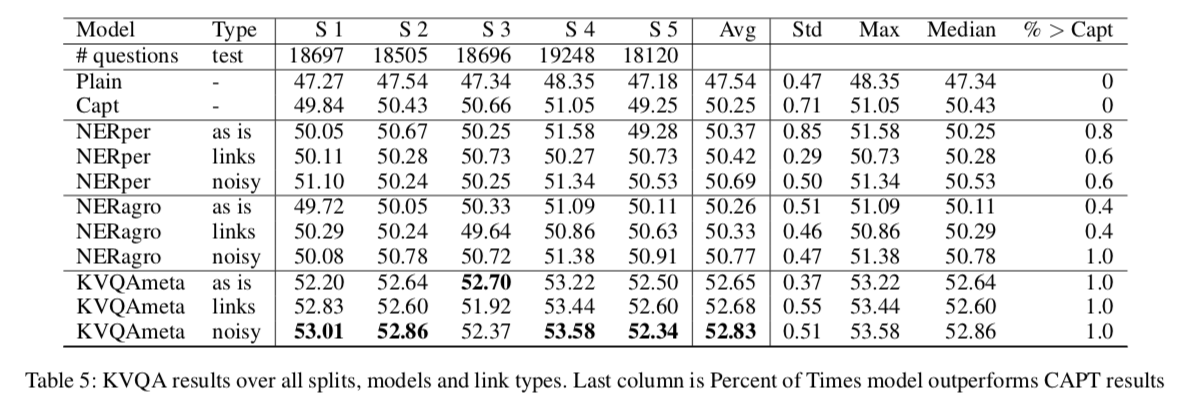 Model Type S 1 S 2 S 3 S 4 S 5 Avg Std Max Median % > Capt
# questions test 18697 18505 18696 19248 18120
Plain - 47.27 47.54 47.34 48.35 47.18 47.54 0.47 48.35 47.34 0
Capt - 49.84 50.43 50.66 51.05 49.25 50.25 0.71 51.05 50.43 0
NERper as is 50.05 50.67 50.25 51.58 49.28 50.37 0.85 51.58 50.25 0.8
NERper links 50.11 50.28 50.73 50.27 50.73 50.42 0.29 50.73 50.28 0.6
NERper noisy 51.10 50.24 50.25 51.34 50.53 50.69 0.50 51.34 50.53 0.6
NERagro as is 49.72 50.05 50.33 51.09 50.11 50.26 0.51 51.09 50.11 0.4
NERagro links 50.29 50.24 49.64 50.86 50.63 50.33 0.46 50.86 50.29 0.4
NERagro noisy 50.08 50.78 50.72 51.38 50.91 50.77 0.47 51.38 50.78 1.0
KVQAmeta as is 52.20 52.64 52.70 53.22 52.50 52.65 0.37 53.22 52.64 1.0
KVQAmeta links 52.83 52.60 51.92 53.44 52.60 52.68 0.55 53.44 52.60 1.0
KVQAmeta noisy 53.01 52.86 52.37 53.58 52.34 52.83 0.51 53.58 52.86 1.0
Table 5: KVQA results over all splits, models and link types. Last column is Percent of Times model outperforms CAPT results